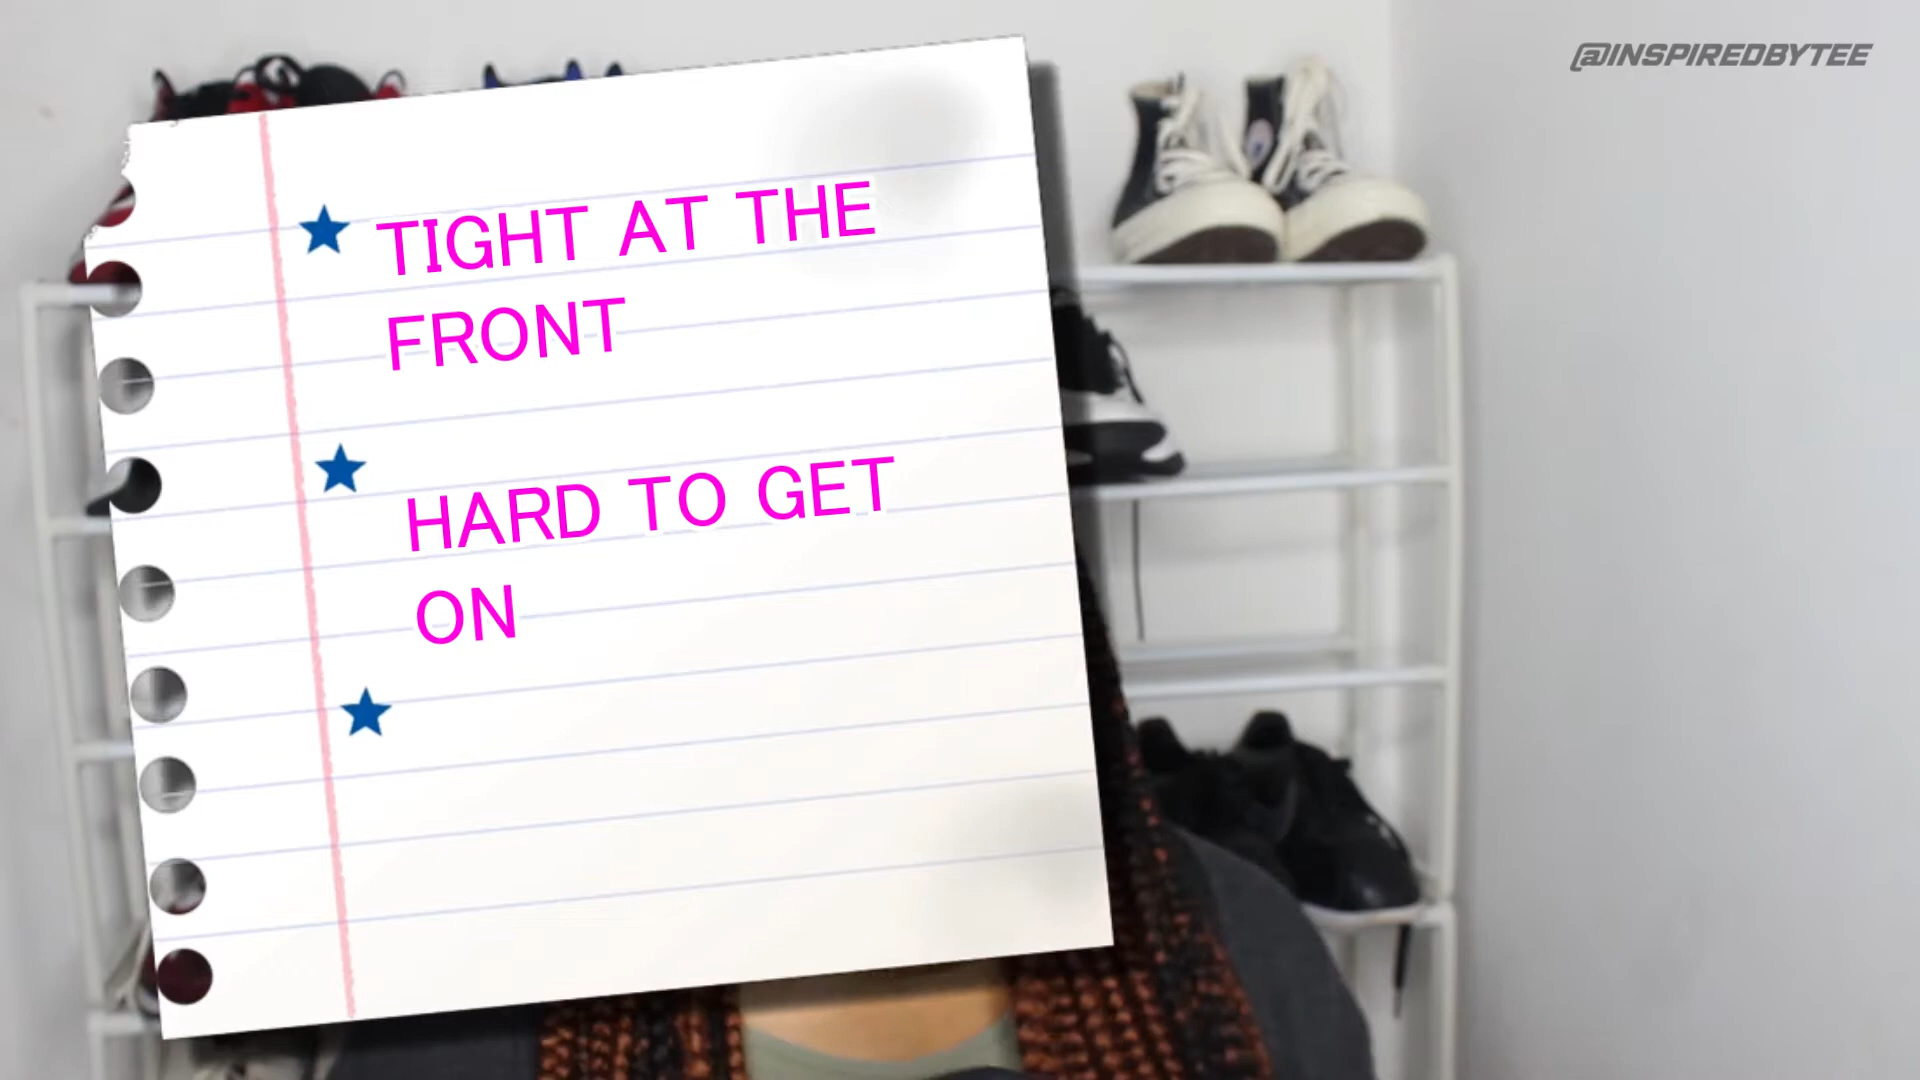 @INSPIREDBYTEE
TIGHT AT THE
FRONT
HARD TO GET
ON